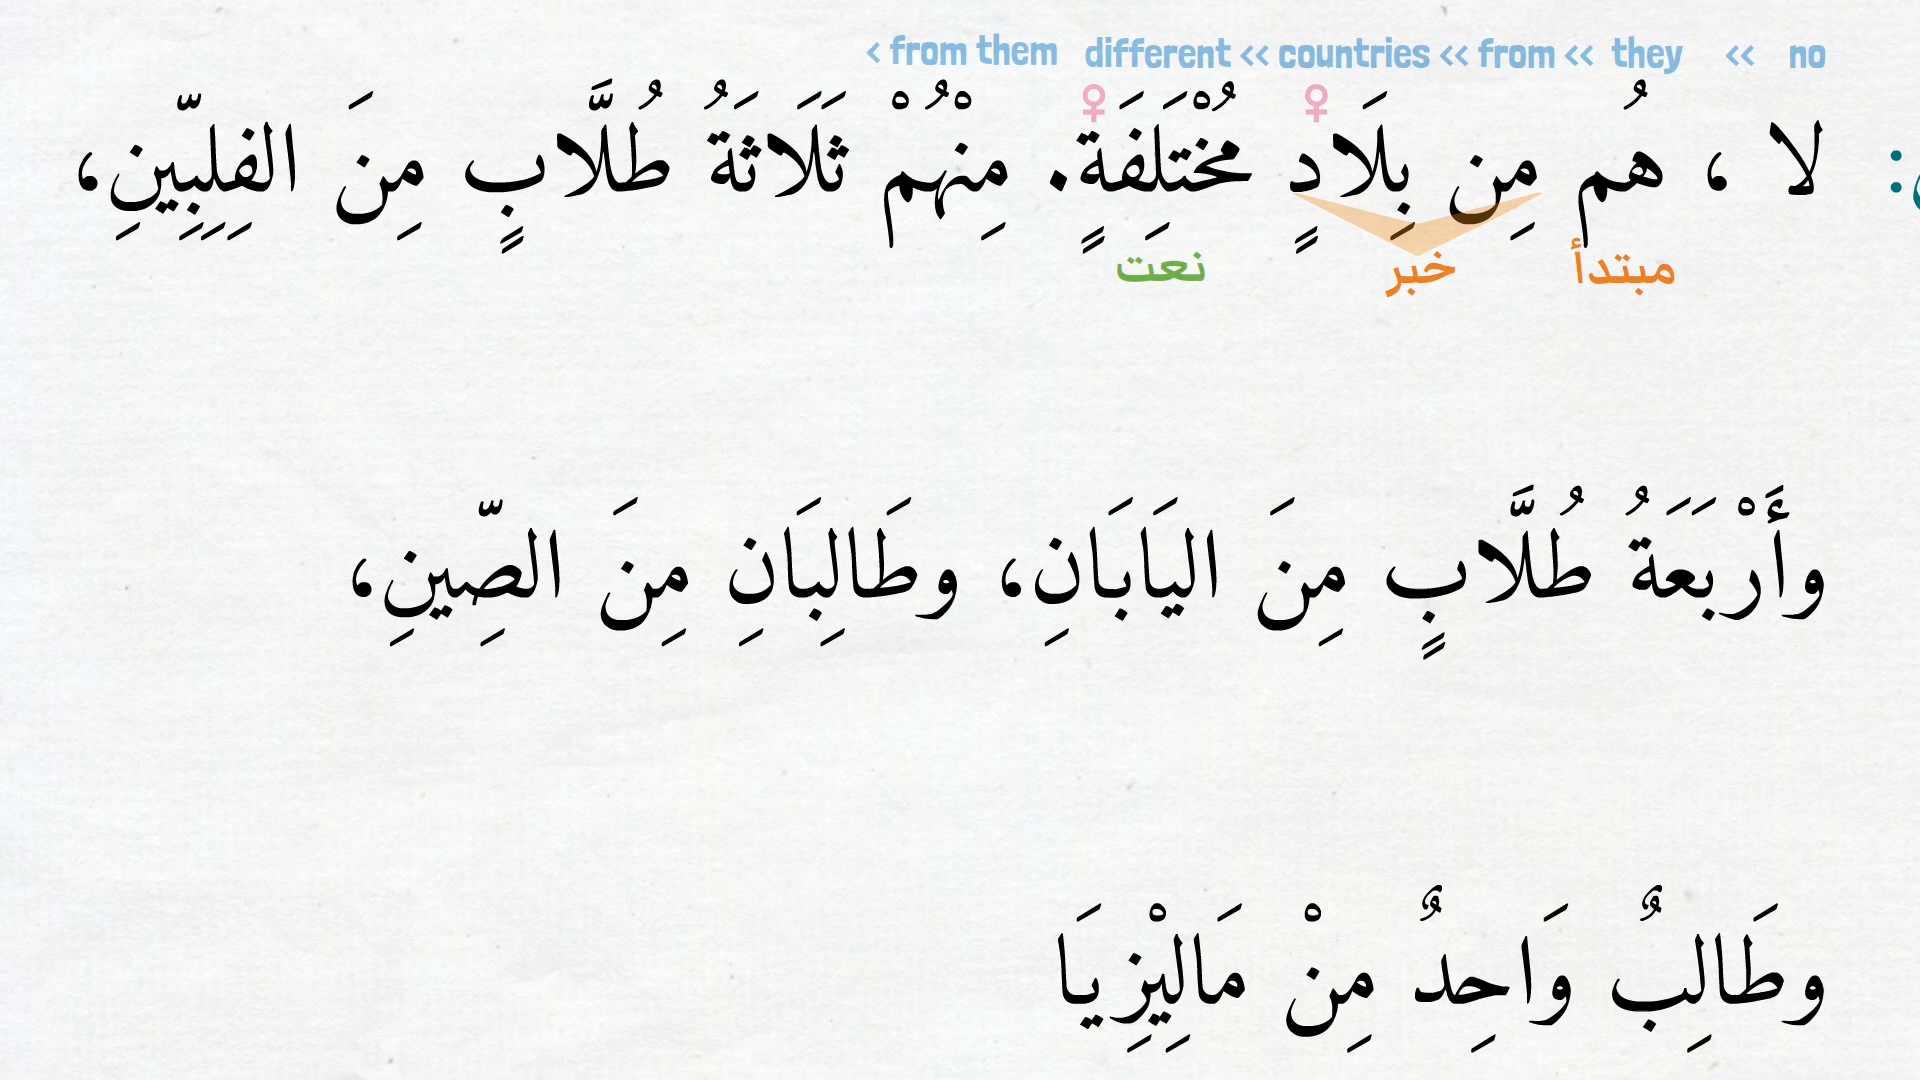 < from them different << countries << from << they << no
: لا ، هُم مِن بِلَادٍ مُخْتَلِفَةٍ. مِنْهُمْ ثَلَاثَةُ طُلَّابٍ مِنَ الفِلِبِّينِ،
نعت خبر مبتدأ
وأَرْبَعَةُ طُلَّابٍ مِنَ اليَابَانِ، وطَالِبَانِ مِنَ الصِّينِ،
وطَالِبٌ وَاحِدٌ مِنْ مَالِيْزِيَا